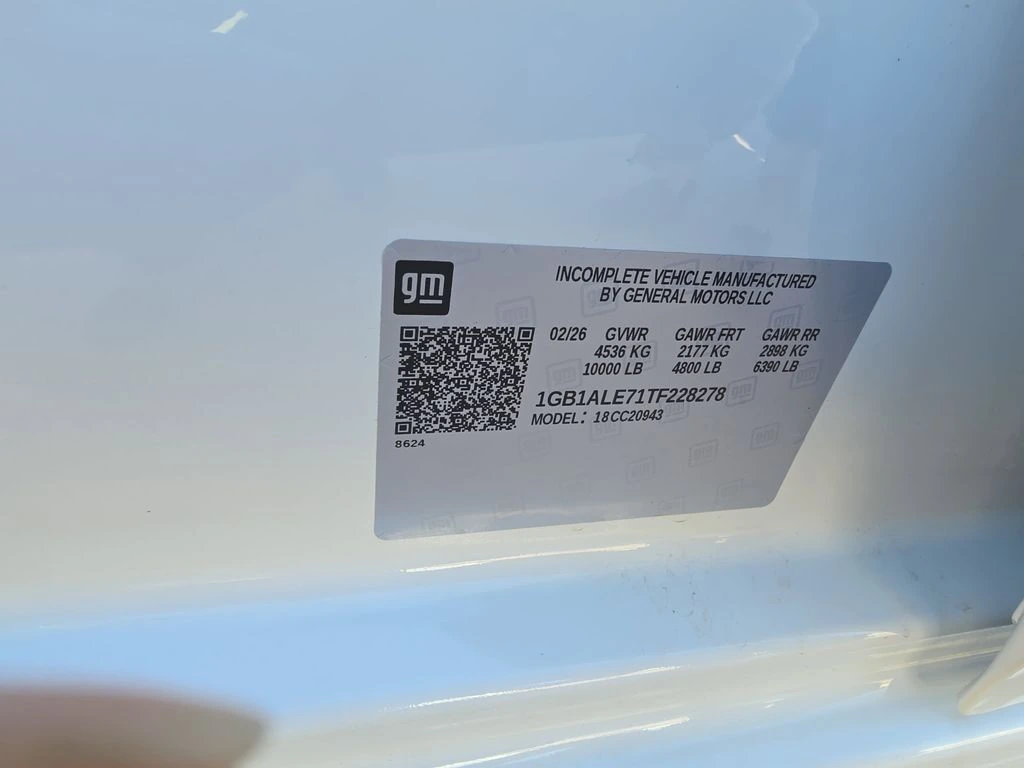 gm
INCOMPLETE VEHICLE MANUFACTURED
BY GENERAL MOTORS LLC
02/26 GVWR GAWR FRT GAWR RR
4536 KG 2177 KG 2898 KG
10000 LB 4800 LB 6390 LB
1GB1ALE71TF228278
MODEL: 18CC20943
8624